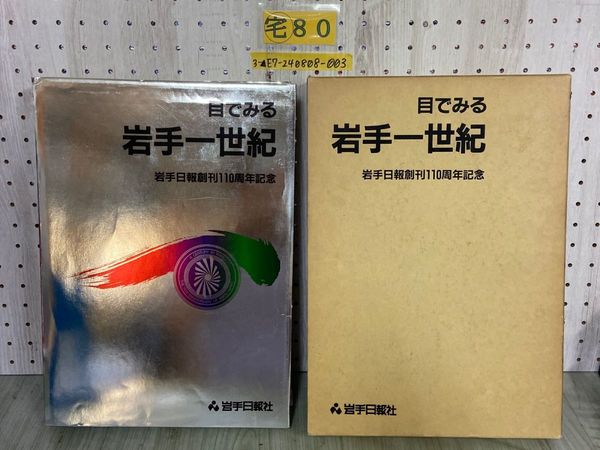 宅80
3-▲E7-240808-003
目でみる
岩手一世紀
岩手日報創刊110周年記念
岩手日報社
目でみる
岩手一世紀
岩手日報創刊110周年記念
岩手日報社